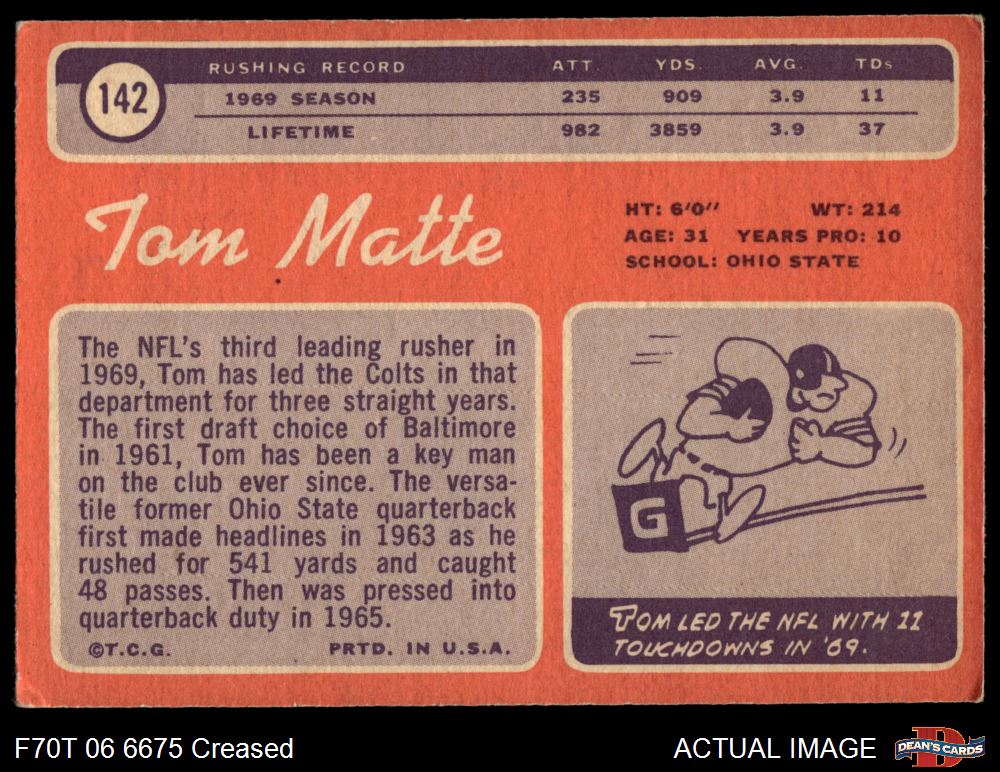 142
RUSHING RECORD ATT. YDS. AVG. TDs
1969 SEASON 235 909 3.9 11
LIFETIME 982 3859 3.9 37
Tom Matte
HT: 6'0" WT: 214
AGE: 31 YEARS PRO: 10
SCHOOL: OHIO STATE
The NFL's third leading rusher in
1969, Tom has led the Colts in that
department for three straight years.
The first draft choice of Baltimore
in 1961, Tom has been a key man
on the club ever since. The versa-
tile former Ohio State quarterback
first made headlines in 1963 as he
rushed for 541 yards and caught
48 passes. Then was pressed into
quarterback duty in 1965.
©T.C.G. PRTD. IN U.S.A.
G
TOM LED THE NFL WITH 11
TOUCHDOWNS IN '69.
F70T 06 6675 Creased
ACTUAL IMAGE
DEAN'S CARDS